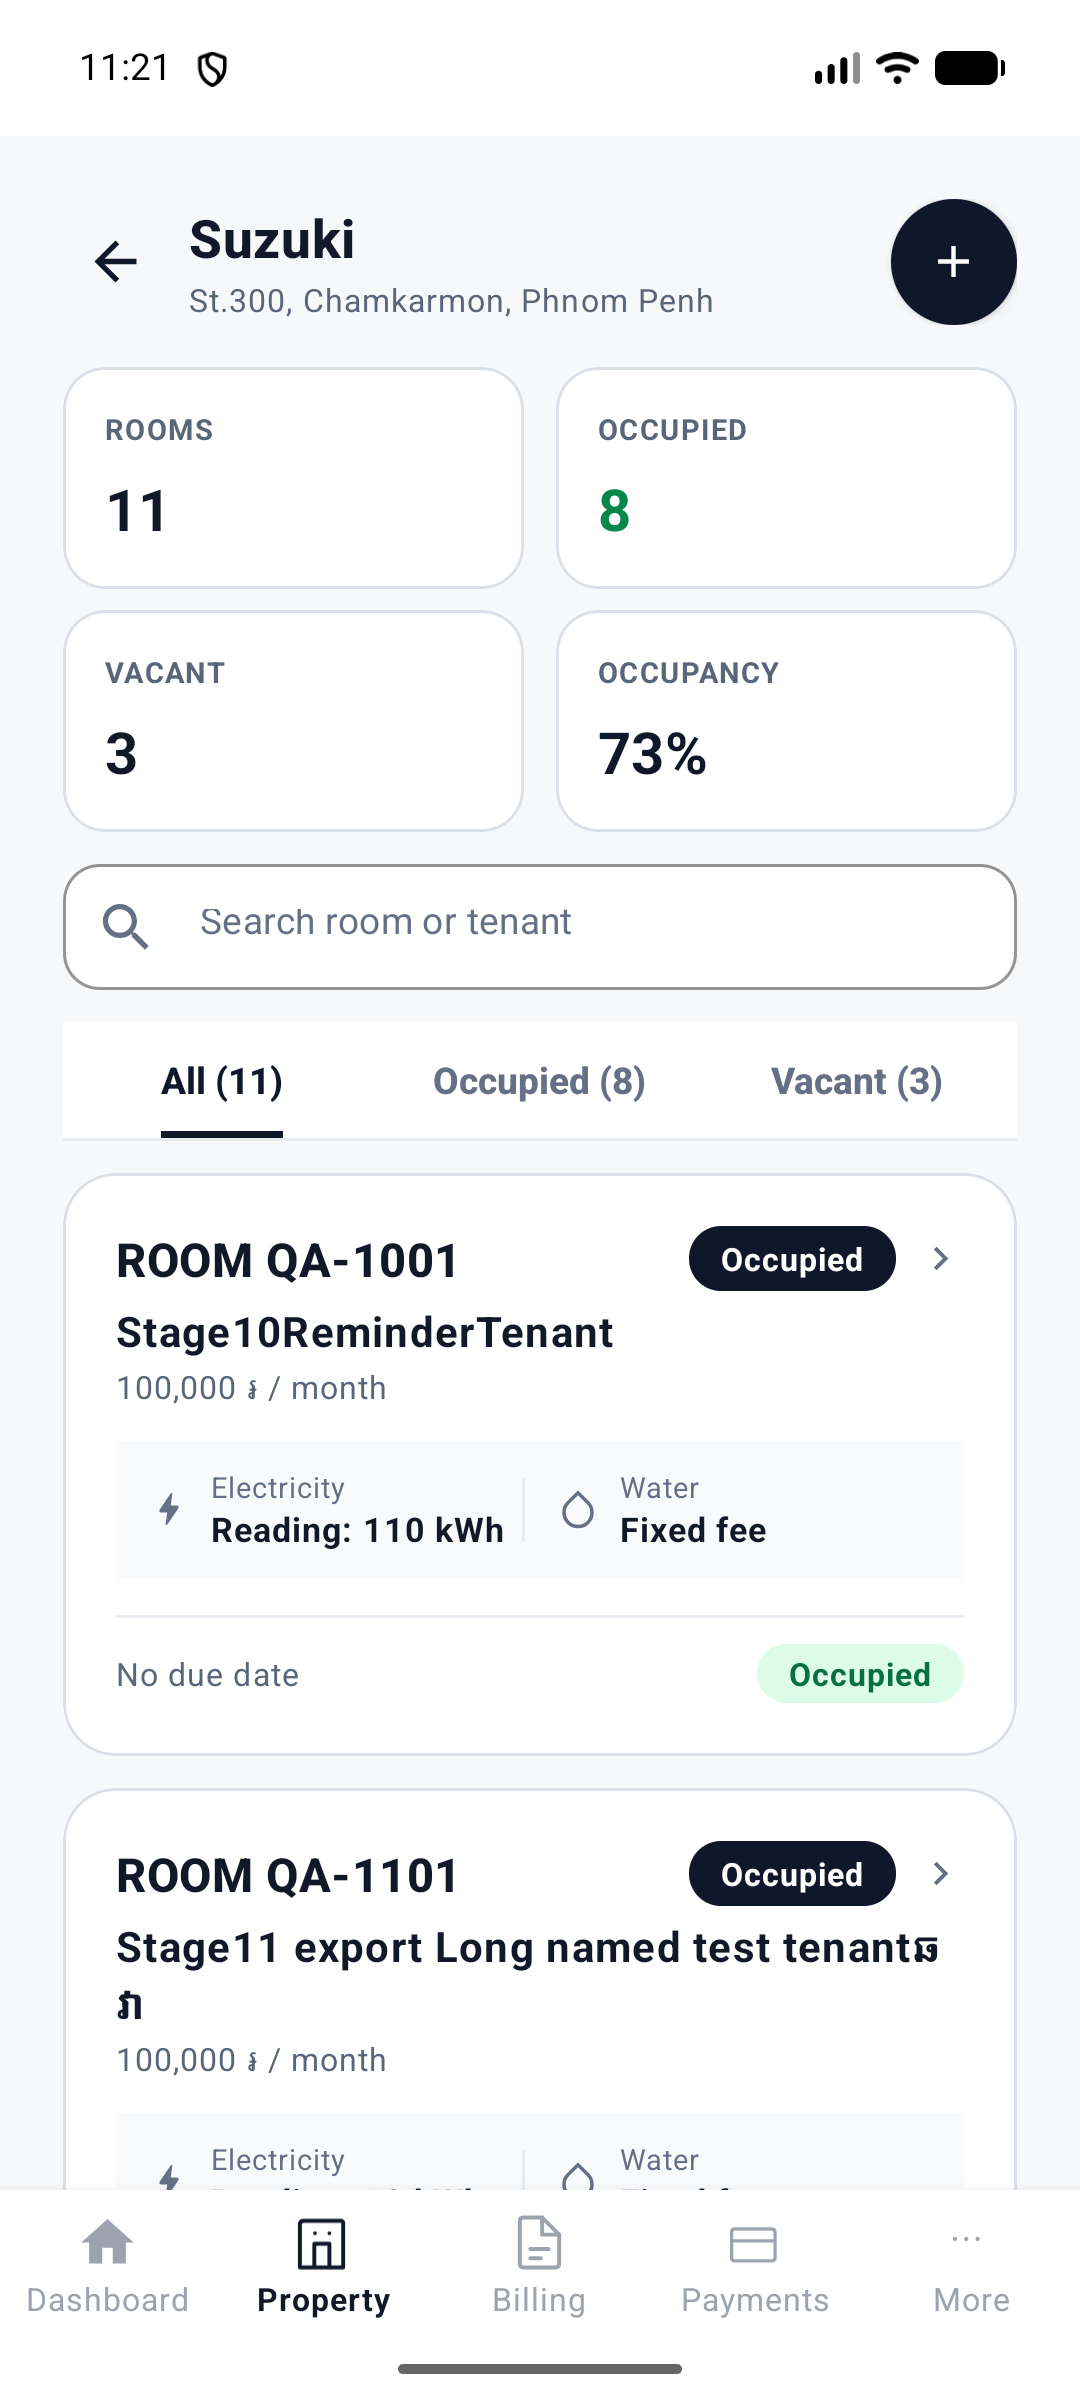 11:21
Suzuki
St.300, Chamkarmon, Phnom Penh
ROOMS
11
OCCUPIED
8
VACANT
3
OCCUPANCY
73%
Search room or tenant
All (11)
Occupied (8)
Vacant (3)
ROOM QA-1001
Occupied
Stage10ReminderTenant
100,000 ៛ / month
Electricity
Reading: 110 kWh
Water
Fixed fee
No due date
Occupied
ROOM QA-1101
Occupied
Stage11 export Long named test tenantឆ
វា
100,000 ៛ / month
Electricity
Water
Dashboard
Property
Billing
Payments
More